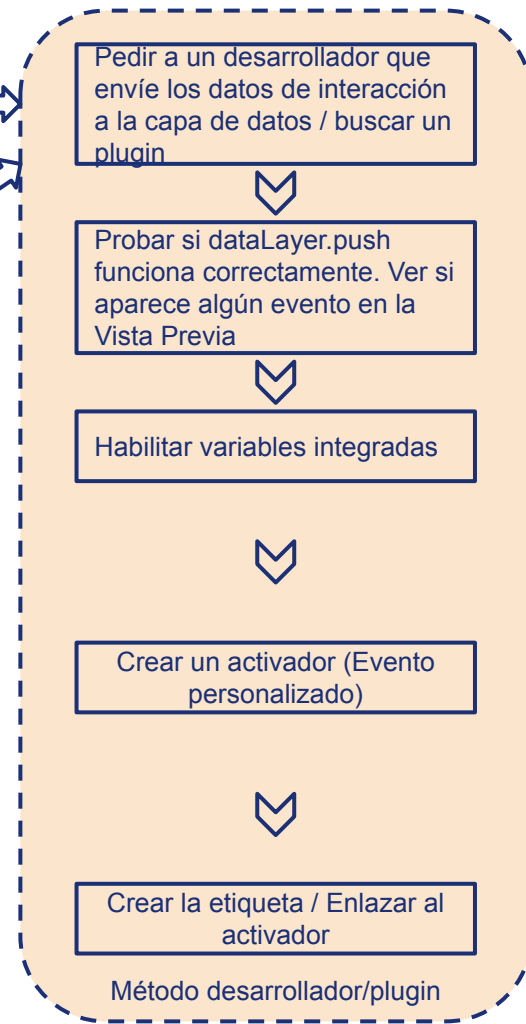 Pedir a un desarrollador que
envíe los datos de interacción
a la capa de datos / buscar un
plugin
Probar si dataLayer.push
funciona correctamente. Ver si
aparece algún evento en la
Vista Previa
Habilitar variables integradas
Crear un activador (Evento
personalizado)
Crear la etiqueta / Enlazar al
activador
Método desarrollador/plugin